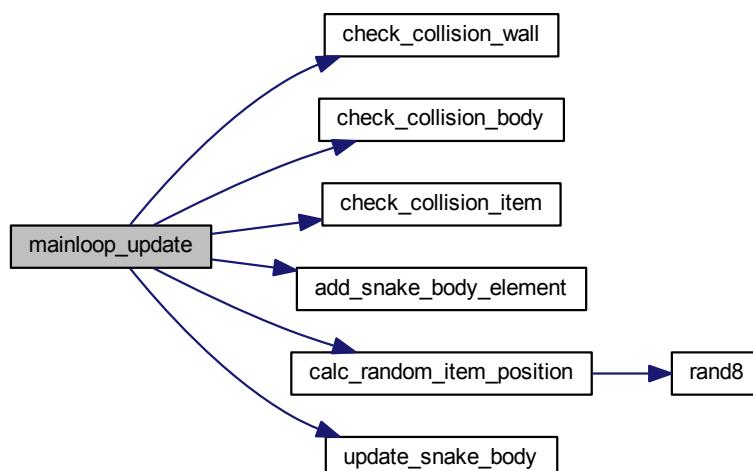 check_collision_wall
check_collision_body
check_collision_item
mainloop_update
add_snake_body_element
calc_random_item_position
rand8
update_snake_body